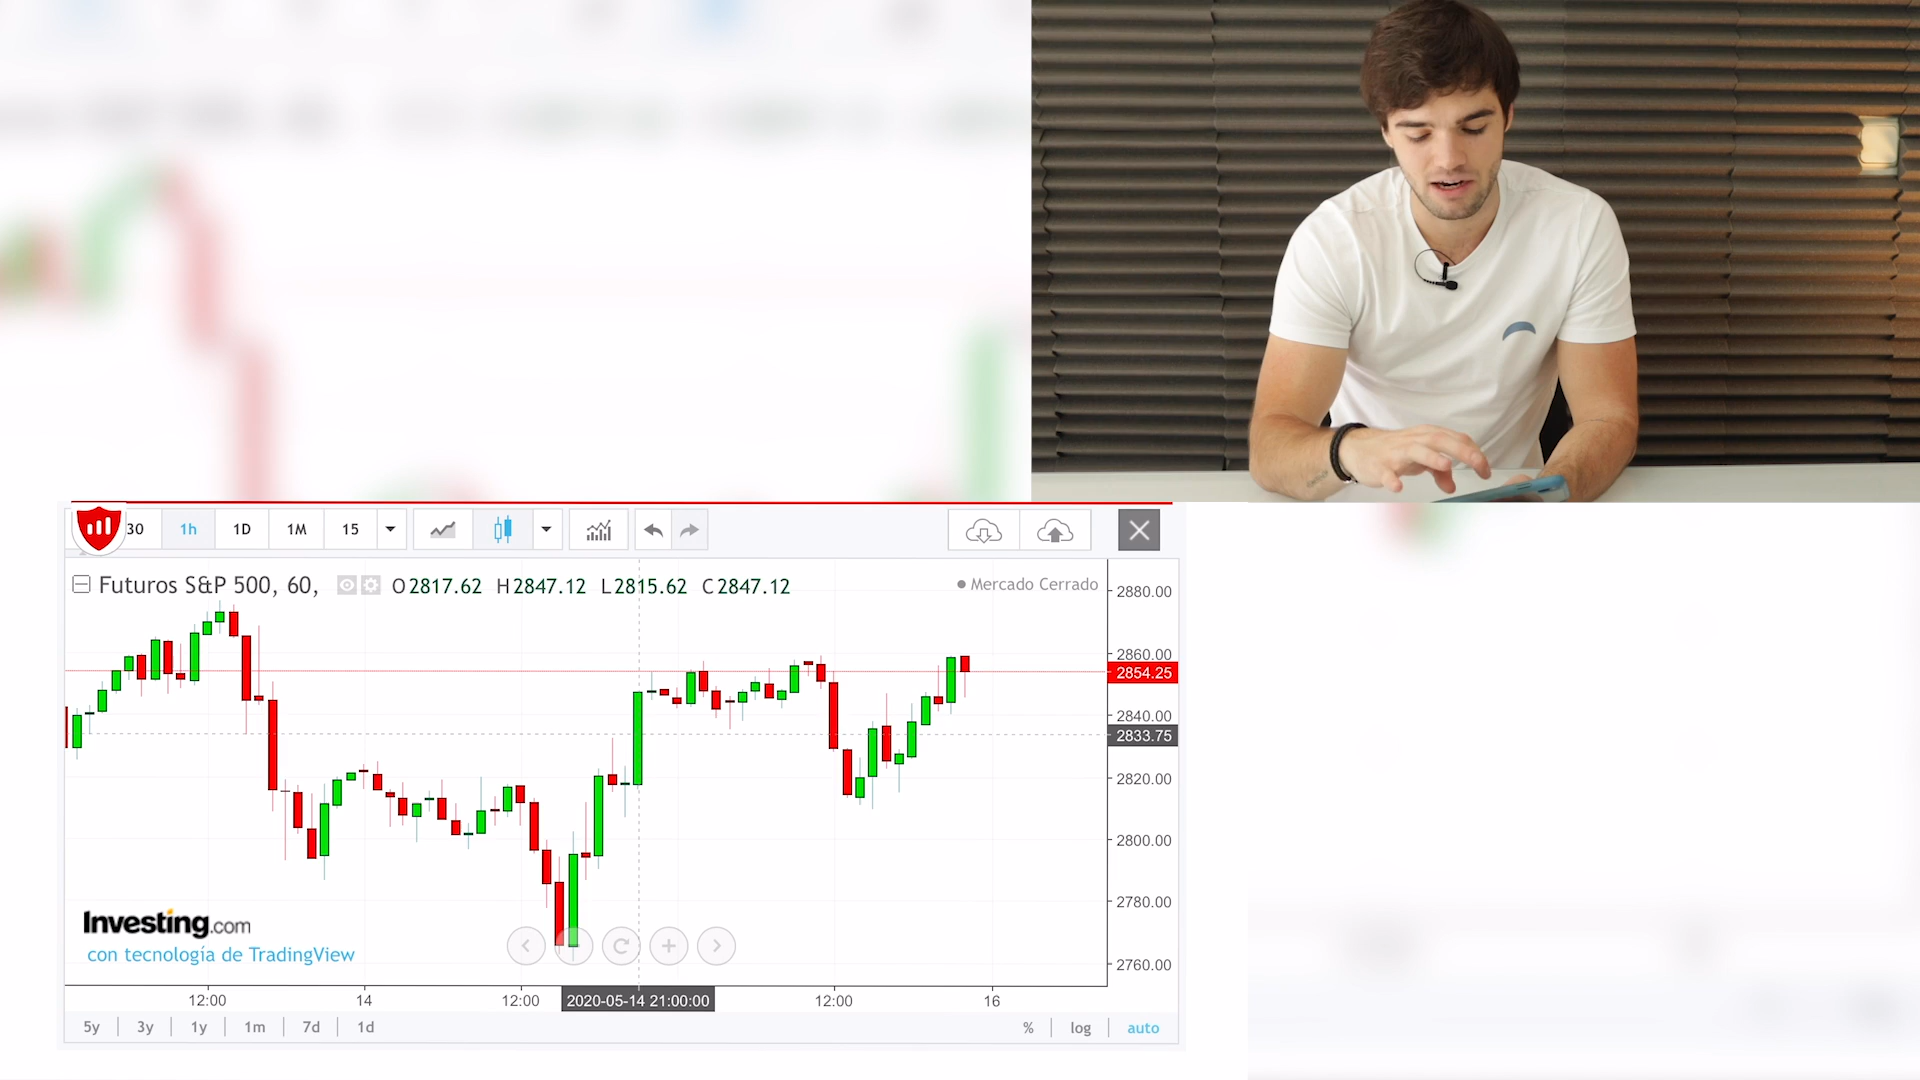 30 1h 1D 1M 15
Futuros S&P 500, 60, O2817.62 H2847.12 L2815.62 C2847.12 Mercado Cerrado
2880.00
2860.00
2854.25
2840.00
2833.75
2820.00
2800.00
2780.00
2760.00
Investing.com
con tecnología de TradingView
12:00 14 12:00 2020-05-14 21:00:00 12:00 16
5y 3y 1y 1m 7d 1d % log auto